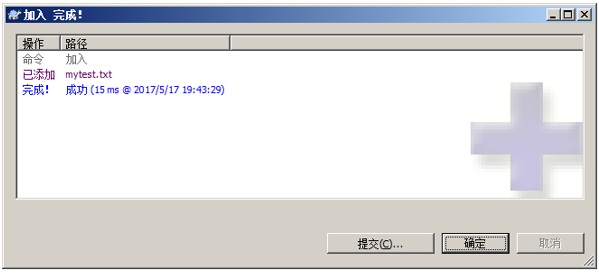 加入 完成!
操作 路径
命令 加入
已添加 mytest.txt
完成! 成功 (15 ms @ 2017/5/17 19:43:29)
提交(C)... 确定 取消